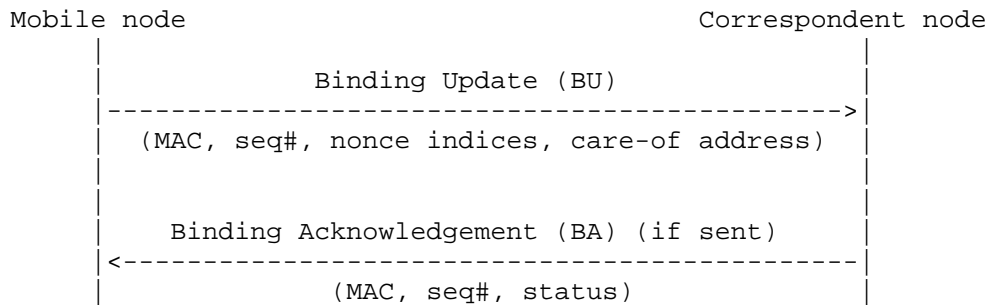 Mobile node Correspondent node
Binding Update (BU)
(MAC, seq#, nonce indices, care-of address)
Binding Acknowledgement (BA) (if sent)
(MAC, seq#, status)